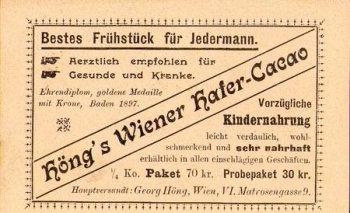 Bestes Frühstück für Jedermann.
Aerztlich empfohlen für
Gesunde und Kranke.
Ehrendiplom, goldene Medaille
mit Krone, Baden 1897.
Höng's Wiener Hafer-Cacao
Vorzügliche
Kindernahrung
leicht verdaulich, wohl-
schmeckend und sehr nahrhaft
erhältlich in allen einschlägigen Geschäften.
¼ Ko. Paket 70 kr. Probepaket 30 kr.
Hauptversandt: Georg Höng, Wien, VI. Matrosengasse 9.